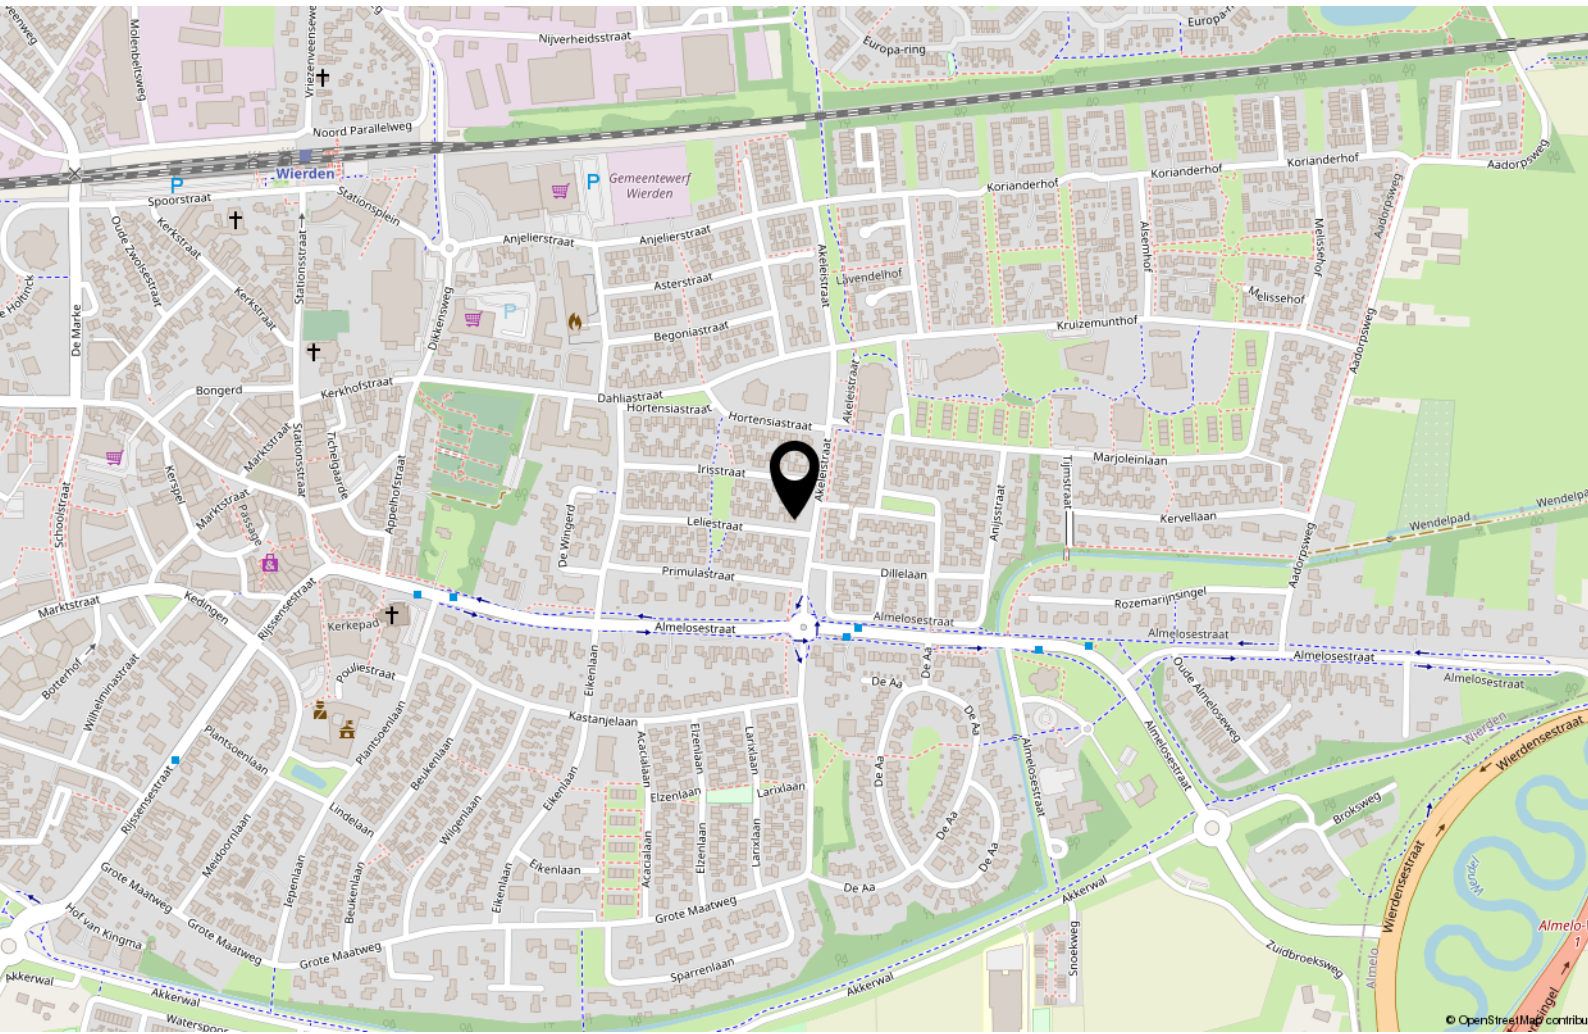 Nijverheidsstraat
Europa-ring
Molenbeltsweg
Noord Parallelweg
Wierden
P
Spoorstraat
Stationsplein
P
Gemeentewerf
Wierden
Korianderhof
Korianderhof
Korianderhof
Aadorpsweg
Aadorpsweg
Oude Zwolsestraat
Kerkstraat
Kerkstraat
Stationsstraat
Anjelierstraat
Anjelierstraat
Asterstraat
Begoniastraat
Akeleistraat
Lavendelhof
Alsemhof
Melissehof
Melissehof
Kruizemunthof
Aadorpsweg
De Marke
Dikkensweg
P
Bongerd
Kerkhofstraat
Dahliastraat
Hortensiastraat
Hortensiastraat
Akeleistraat
Akeleistraat
Marktstraat
Stationsstraat
Tichelgaarde
Kerspel
Marktstraat
Passage
Schoolstraat
Appelhofstraat
Irisstraat
Leliestraat
De Wingerd
Primulastraat
Marjoleinlaan
Tijmstraat
Anijsstraat
Kervellaan
Wendelpad
Aadorpsweg
Dillelaan
Rozemarijnsingel
Marktstraat
Kedingen
Rijssensestraat
Kerkepad
Almelosestraat
Almelosestraat
Almelosestraat
Almelosestraat
Almelosestraat
Botterhof
Wilhelminastraat
Pouliestraat
Plantsoenlaan
Plantsoenlaan
Eikenlaan
Kastanjelaan
De Aa
De Aa
De Aa
De Aa
De Aa
De Aa
De Aa
Oude Almeloseweg
Almelosestraat
Almelosestraat
Wierden
Wierdensestraat
Wierdensestraat
Rijssensestraat
Beukenlaan
Beukenlaan
Acacialaan
Acacialaan
Elzenlaan
Elzenlaan
Elzenlaan
Larixlaan
Larixlaan
Larixlaan
Lindelaan
Wilgenlaan
Eikenlaan
Eikenlaan
Eikenlaan
Meidoornlaan
Iepenlaan
Broksweg
Wendel
Grote Maatweg
Grote Maatweg
Grote Maatweg
Grote Maatweg
Hof van Kingma
Sparrenlaan
Akkerwal
Akkerwal
Akkerwal
Akkerwal
Snoekweg
Zuidbroeksweg
Almelo
1
© OpenStreetMap contribu